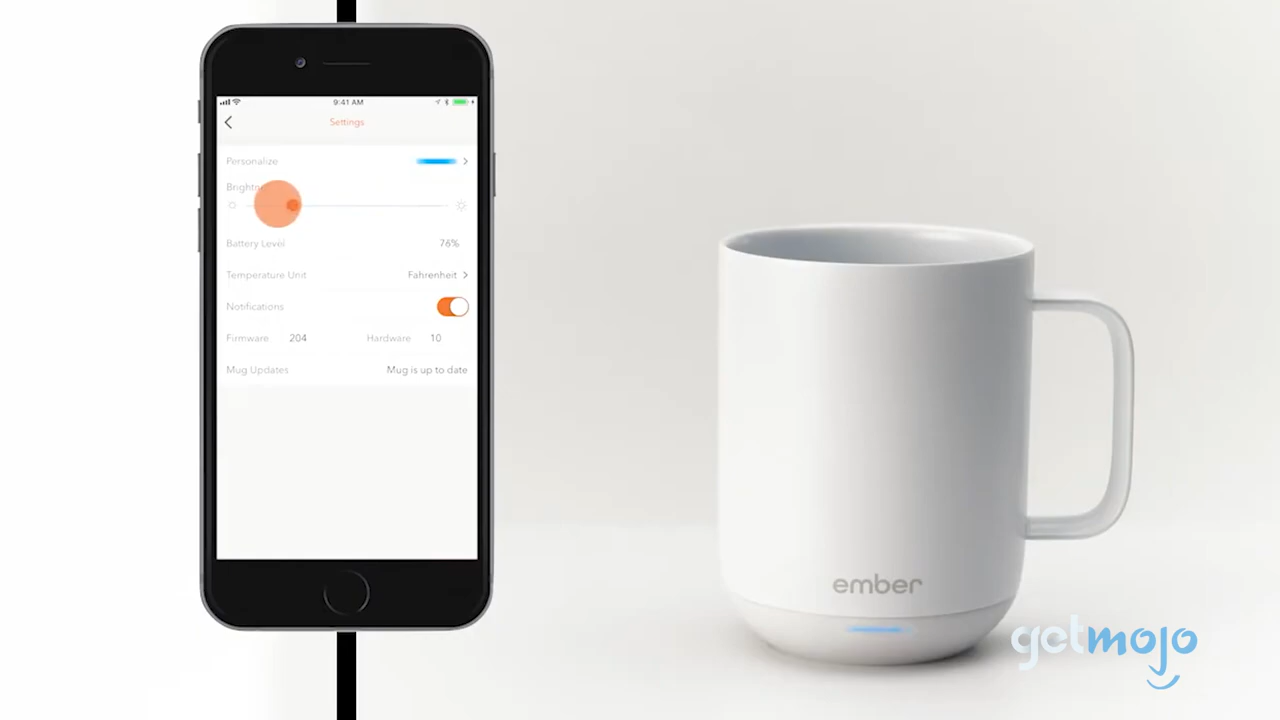 9:41 AM
Settings
Personalize
Brightn
Battery Level 76%
Temperature Unit Fahrenheit
Notifications
Firmware 204 Hardware 10
Mug Updates Mug is up to date
ember
getmojo